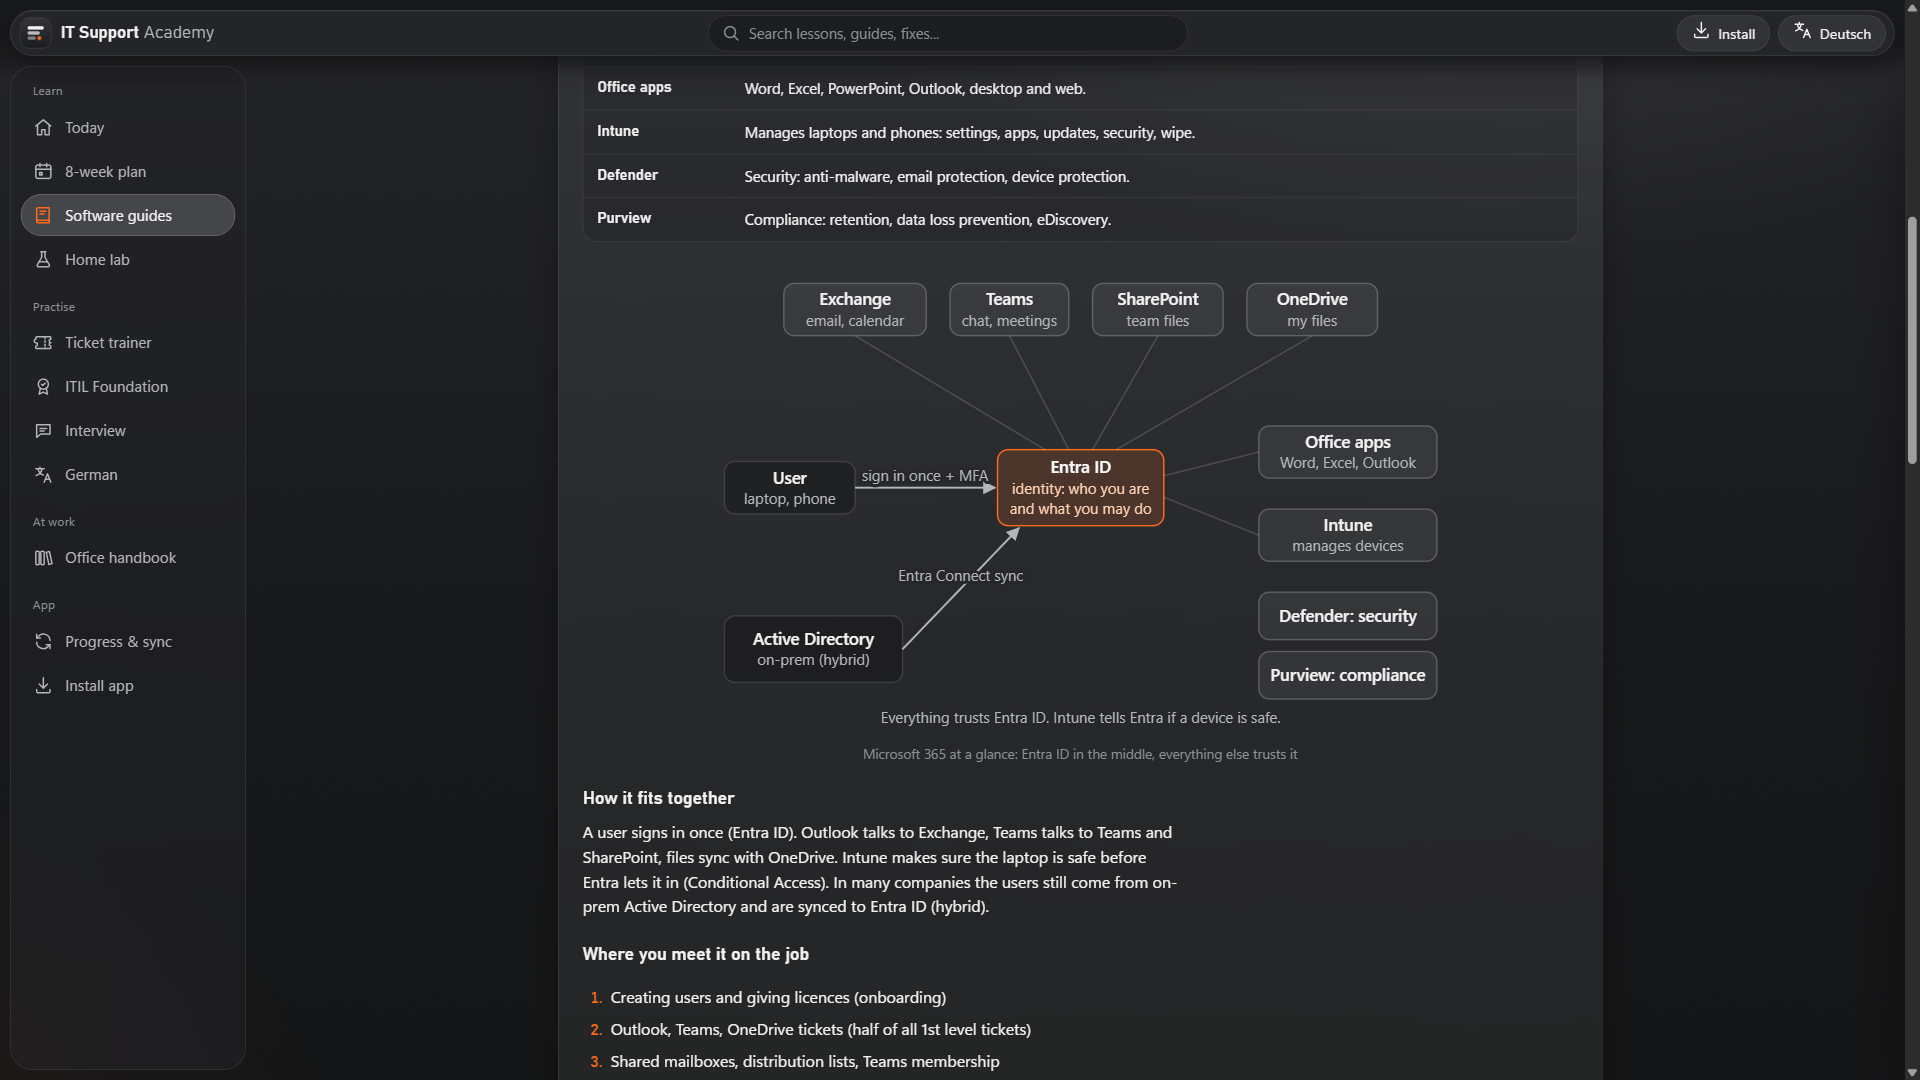 IT Support Academy
Search lessons, guides, fixes...
Install
Deutsch
Learn
Today
8-week plan
Software guides
Home lab
Practise
Ticket trainer
ITIL Foundation
Interview
German
At work
Office handbook
App
Progress & sync
Install app
Office apps
Word, Excel, PowerPoint, Outlook, desktop and web.
Intune
Manages laptops and phones: settings, apps, updates, security, wipe.
Defender
Security: anti-malware, email protection, device protection.
Purview
Compliance: retention, data loss prevention, eDiscovery.
Exchange
email, calendar
Teams
chat, meetings
SharePoint
team files
OneDrive
my files
User
laptop, phone
sign in once + MFA
Entra ID
identity: who you are
and what you may do
Office apps
Word, Excel, Outlook
Intune
manages devices
Entra Connect sync
Active Directory
on-prem (hybrid)
Defender: security
Purview: compliance
Everything trusts Entra ID. Intune tells Entra if a device is safe.
Microsoft 365 at a glance: Entra ID in the middle, everything else trusts it
How it fits together
A user signs in once (Entra ID). Outlook talks to Exchange, Teams talks to Teams and
SharePoint, files sync with OneDrive. Intune makes sure the laptop is safe before
Entra lets it in (Conditional Access). In many companies the users still come from on-
prem Active Directory and are synced to Entra ID (hybrid).
Where you meet it on the job
1. Creating users and giving licences (onboarding)
2. Outlook, Teams, OneDrive tickets (half of all 1st level tickets)
3. Shared mailboxes, distribution lists, Teams membership